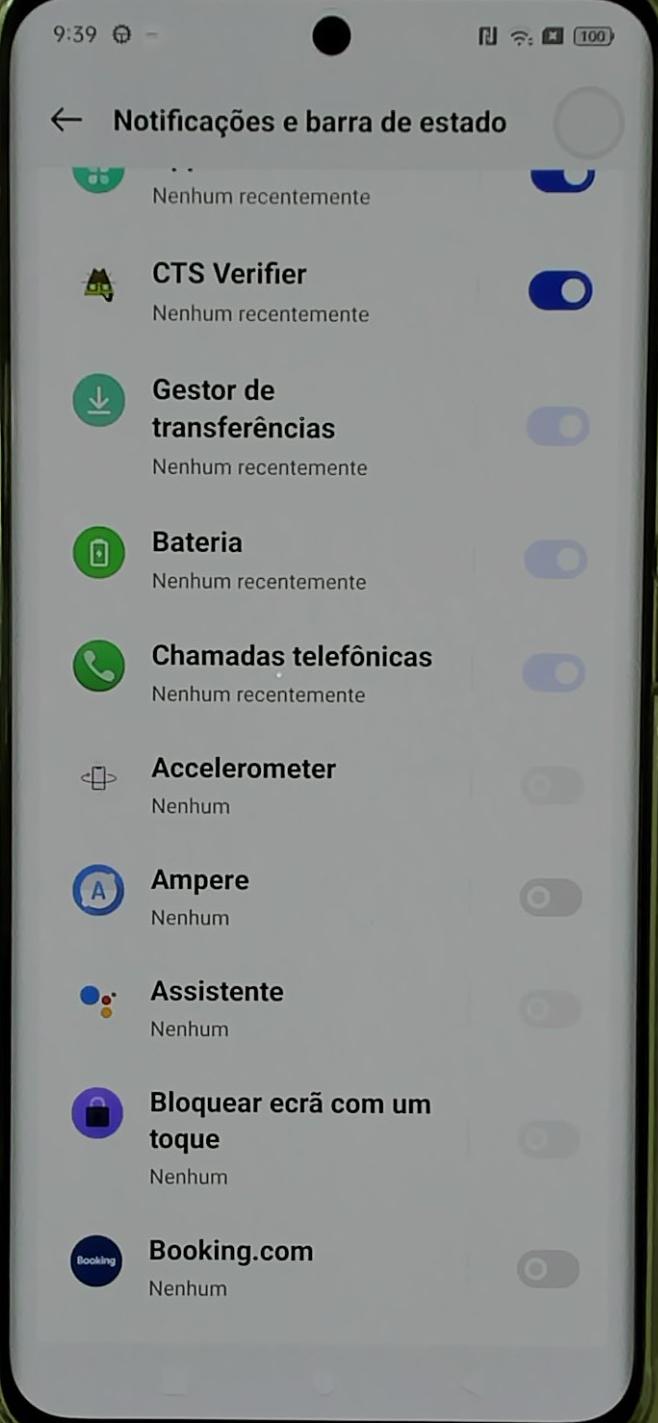 9:39
100
Notificações e barra de estado
Nenhum recentemente
CTS Verifier
Nenhum recentemente
Gestor de
transferências
Nenhum recentemente
Bateria
Nenhum recentemente
Chamadas telefônicas
Nenhum recentemente
Accelerometer
Nenhum
A
Ampere
Nenhum
Assistente
Nenhum
Bloquear ecrã com um
toque
Nenhum
Booking
Booking.com
Nenhum